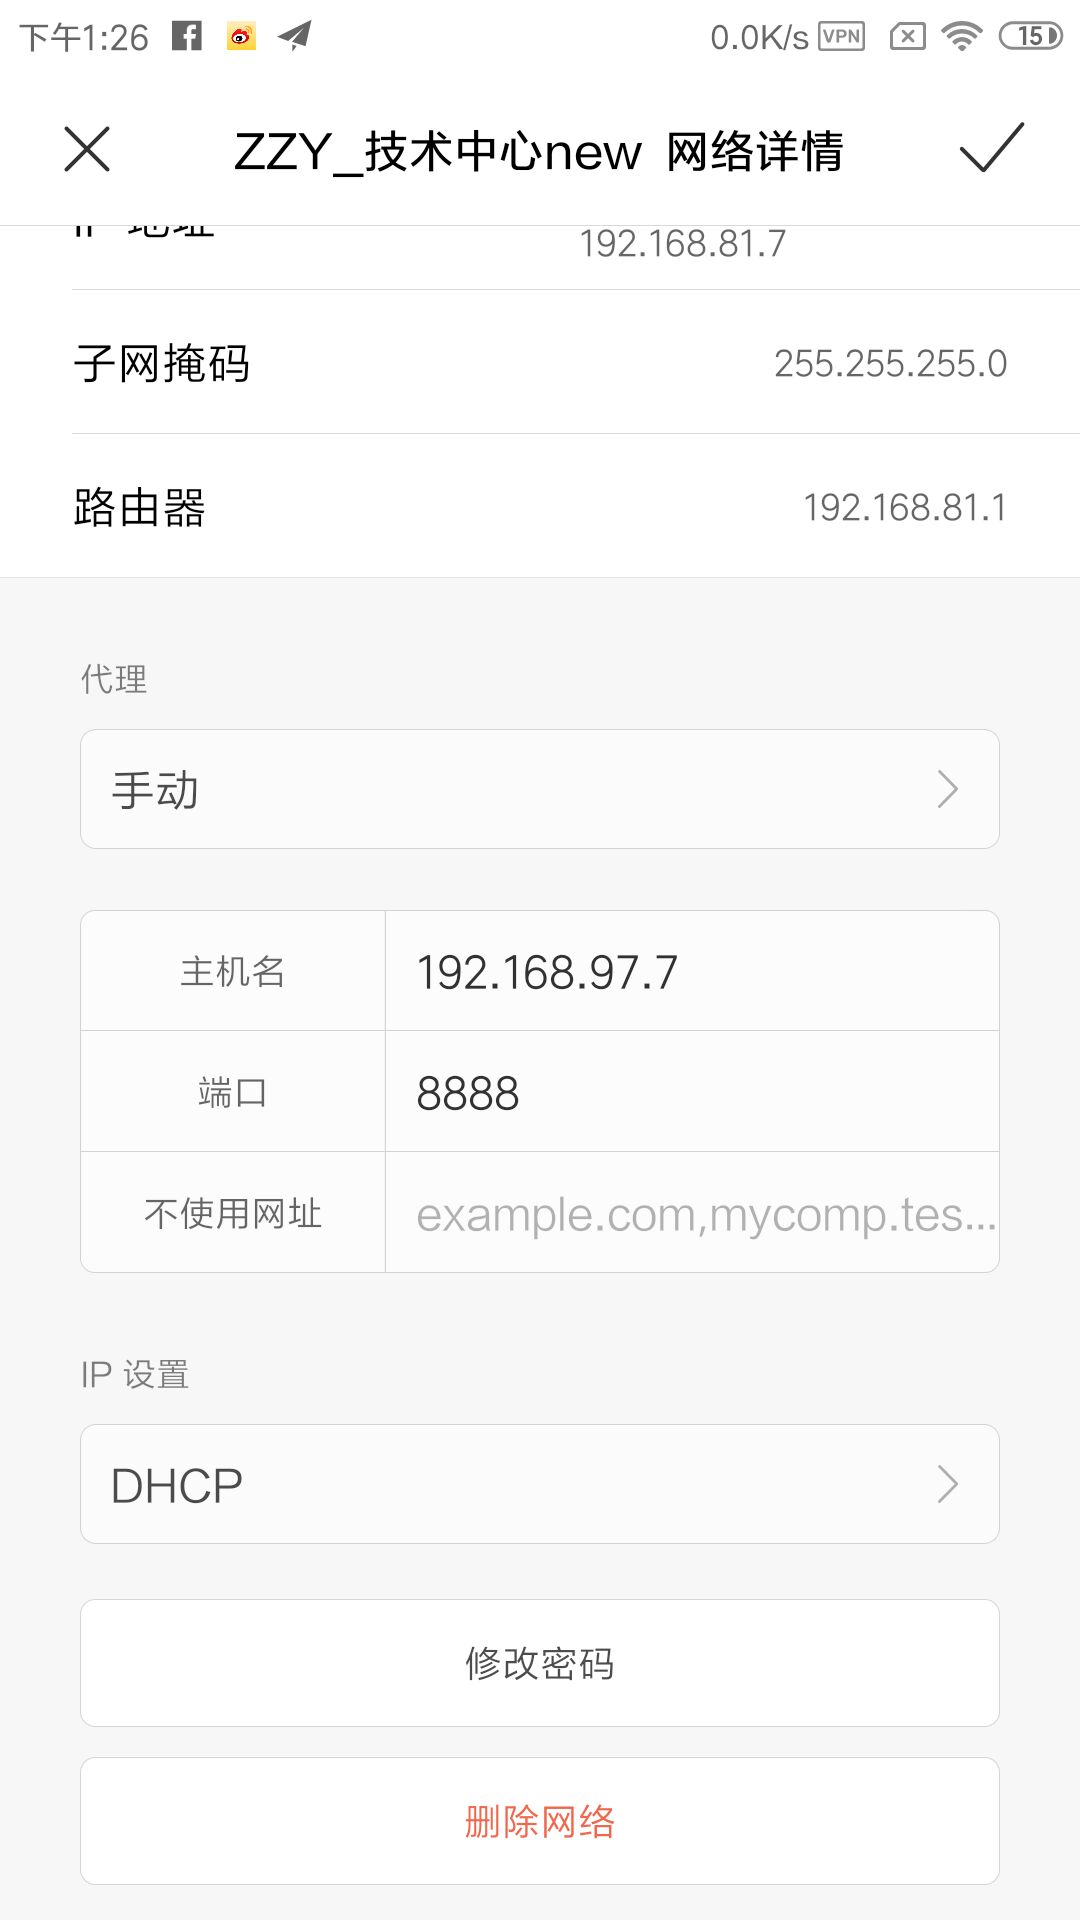 下午1:26
0.0K/s VPN 15
ZZY_技术中心new 网络详情
IP 地址
192.168.81.7
子网掩码 255.255.255.0
路由器 192.168.81.1
代理
手动
主机名 192.168.97.7
端口 8888
不使用网址 example.com,mycomp.tes...
IP 设置
DHCP
修改密码
删除网络